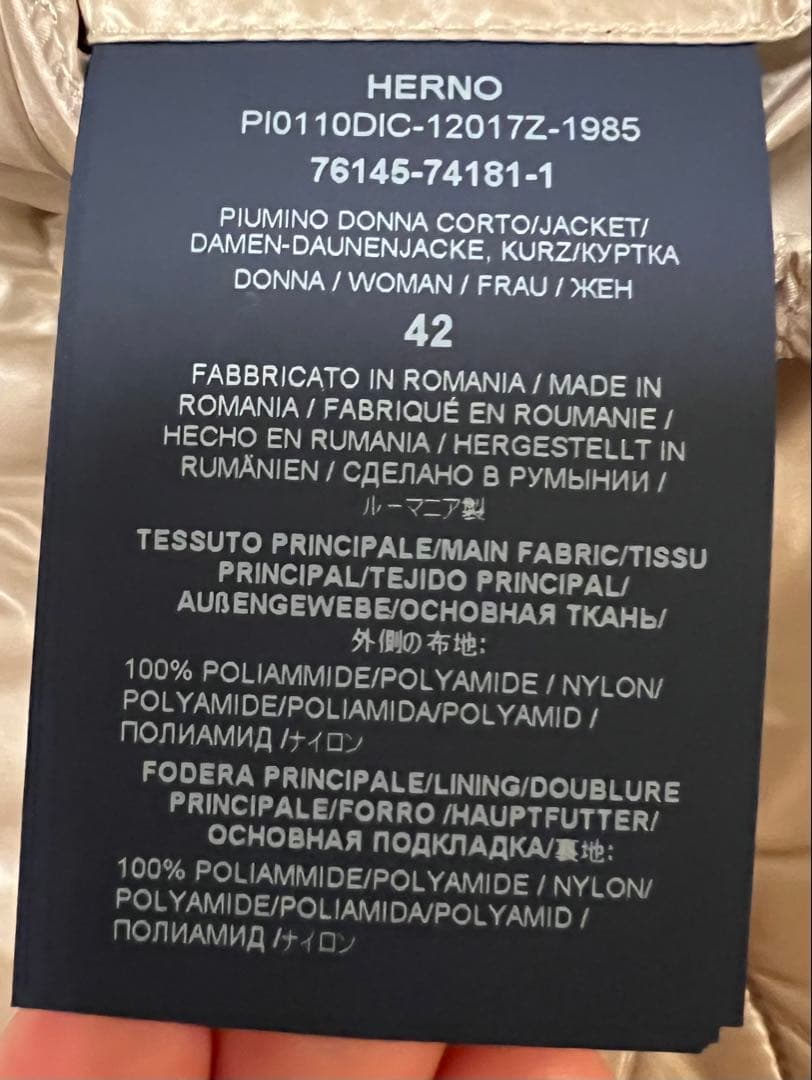 HERNO
PI0110DIC-12017Z-1985
76145-74181-1
PIUMINO DONNA CORTO/JACKET/
DAMEN-DAUNENJACKE, KURZ/КУРТКА
DONNA / WOMAN / FRAU / ЖЕН
42
FABBRICATO IN ROMANIA / MADE IN
ROMANIA / FABRIQUÉ EN ROUMANIE /
HECHO EN RUMANIA / HERGESTELLT IN
RUMÄNIEN / СДЕЛАНО В РУМЫНИИ /
ルーマニア製
TESSUTO PRINCIPALE/MAIN FABRIC/TISSU
PRINCIPAL/TEJIDO PRINCIPAL/
AUßENGEWEBE/ОСНОВНАЯ ТКАНЬ/
外側の布地:
100% POLIAMMIDE/POLYAMIDE / NYLON/
POLYAMIDE/POLIAMIDA/POLYAMID /
ПОЛИАМИД /ナイロン
FODERA PRINCIPALE/LINING/DOUBLURE
PRINCIPALE/FORRO /HAUPTFUTTER/
ОСНОВНАЯ ПОДКЛАДКА/裏地:
100% POLIAMMIDE/POLYAMIDE / NYLON/
POLYAMIDE/POLIAMIDA/POLYAMID /
ПОЛИАМИД /ナイロン